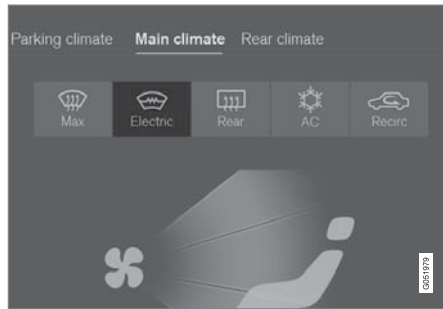 Parking climate Main climate Rear climate
Max Electric Rear AC Recirc
G051979